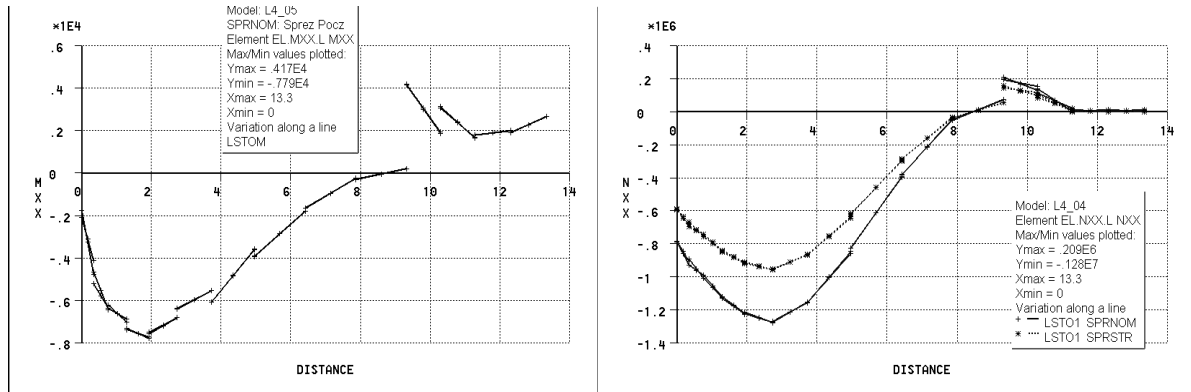 *1E4
Model: L4_05
SPRNOM: Sprez Pocz
Element EL.MXX.L MXX
Max/Min values plotted:
Ymax = .417E4
Ymin = -.779E4
Xmax = 13.3
Xmin = 0
Variation along a line
LSTOM
.6
.4
.2
0
-.2
-.4
-.6
-.8
MXX
0 2 4 6 8 10 12 14
DISTANCE
*1E6
.4
.2
0
-.2
-.4
-.6
-.8
-1
-1.2
-1.4
NXX
0 2 4 6 8 10 12 14
Model: L4_04
Element EL.NXX.L NXX
Max/Min values plotted:
Ymax = .209E6
Ymin = -.128E7
Xmax = 13.3
Xmin = 0
Variation along a line
LSTO1 SPRNOM
LSTO1 SPRSTR
DISTANCE